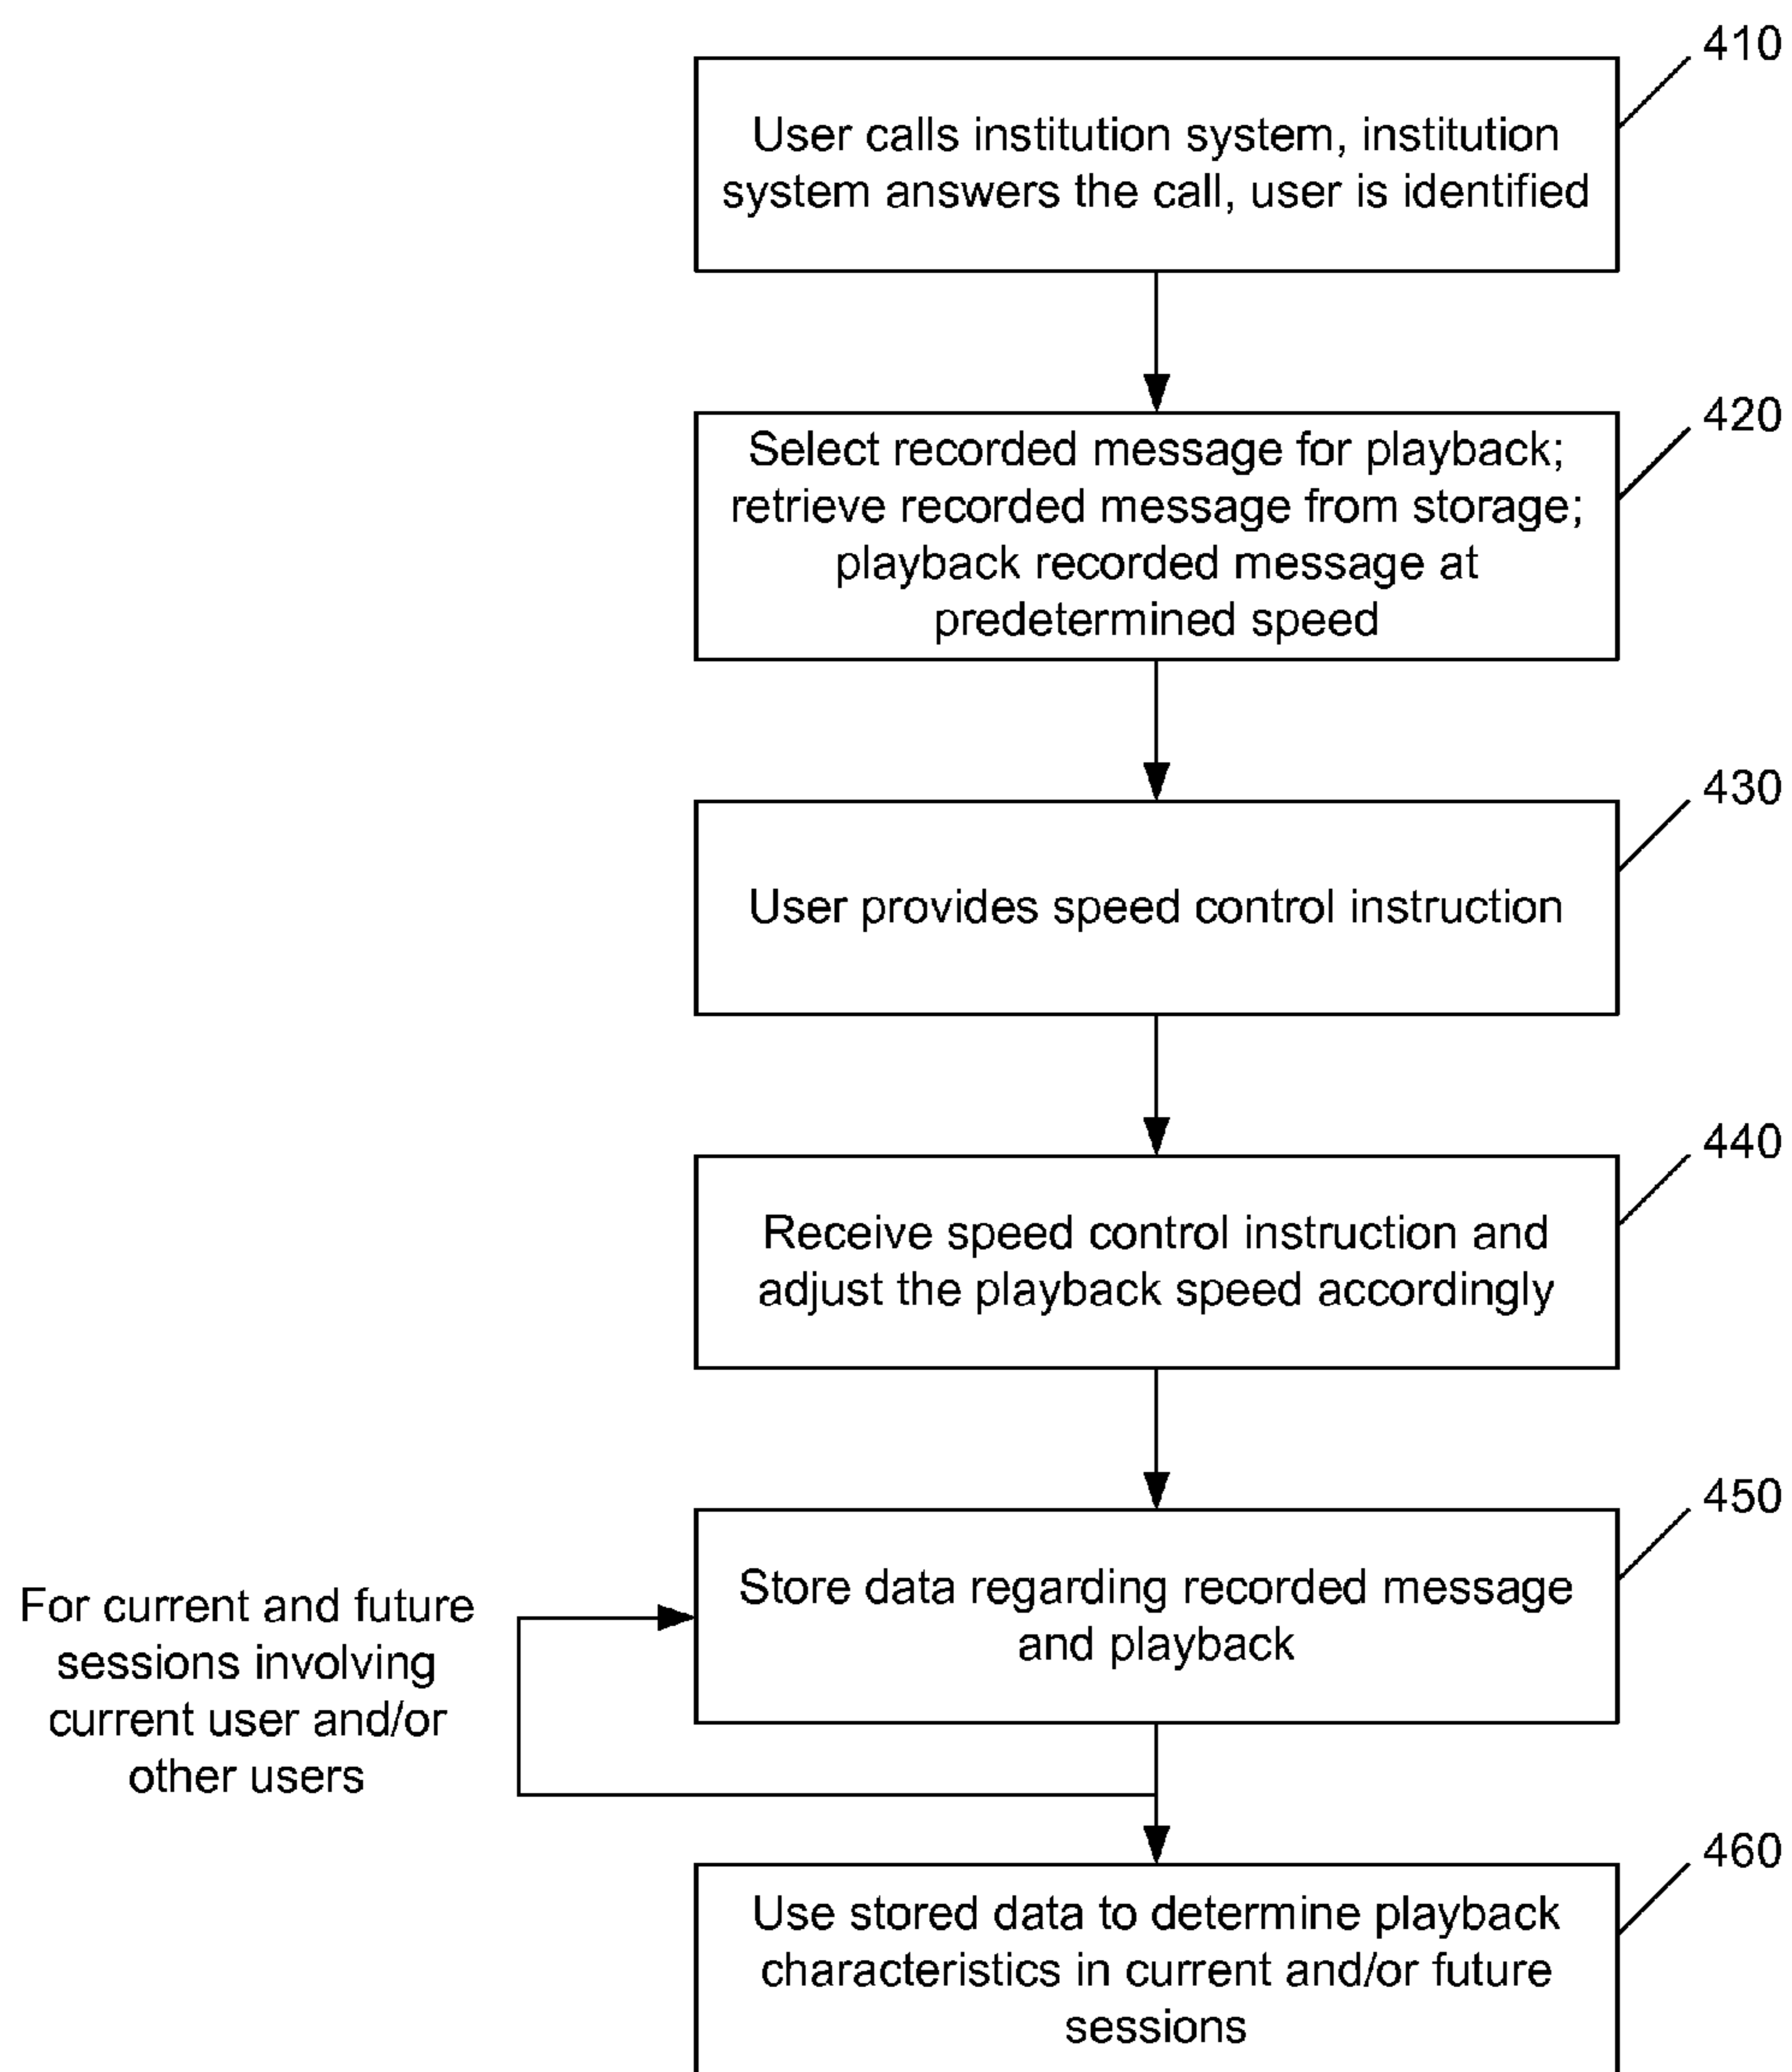 410
User calls institution system, institution
system answers the call, user is identified
420
Select recorded message for playback;
retrieve recorded message from storage;
playback recorded message at
predetermined speed
430
User provides speed control instruction
440
Receive speed control instruction and
adjust the playback speed accordingly
450
Store data regarding recorded message
and playback
For current and future
sessions involving
current user and/or
other users
460
Use stored data to determine playback
characteristics in current and/or future
sessions